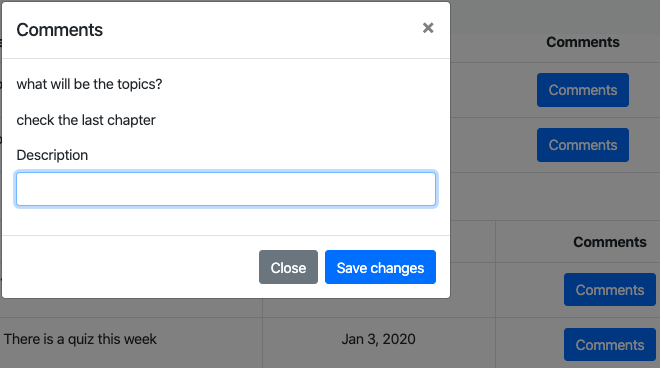 Comments ×
what will be the topics?
check the last chapter
Description
Close Save changes
Comments
Comments
Comments
Comments
Comments
There is a quiz this week Jan 3, 2020 Comments